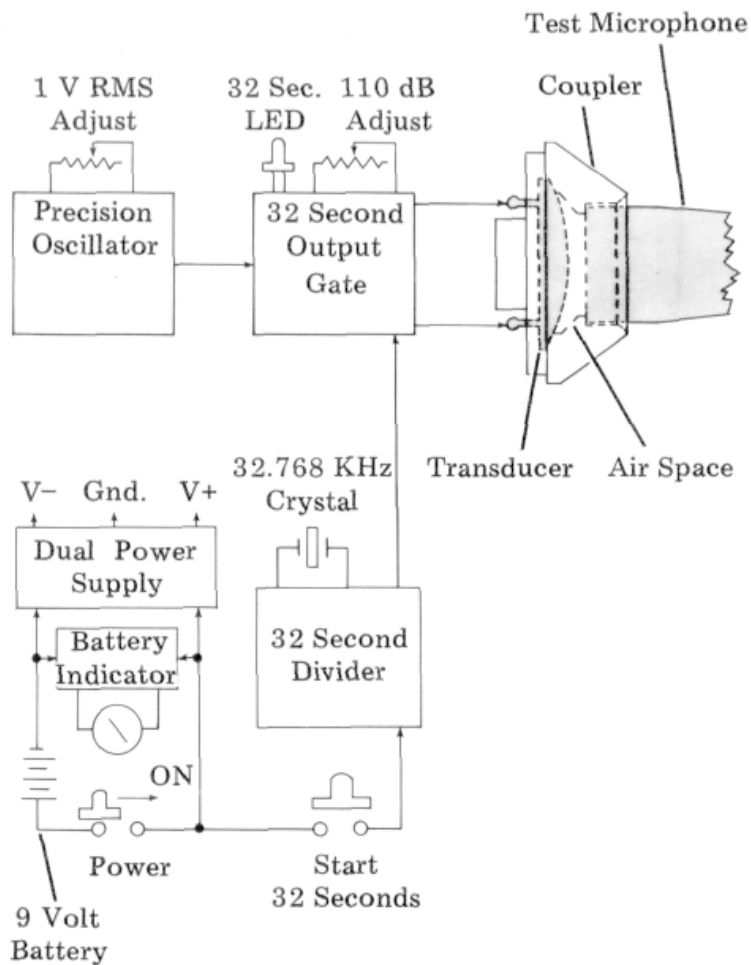 Test Microphone
1 V RMS
Adjust
32 Sec.
LED
110 dB
Adjust
Coupler
Precision
Oscillator
32 Second
Output
Gate
Transducer
Air Space
32.768 KHz
Crystal
V−
Gnd.
V+
Dual Power
Supply
Battery
Indicator
32 Second
Divider
ON
Power
Start
32 Seconds
9 Volt
Battery